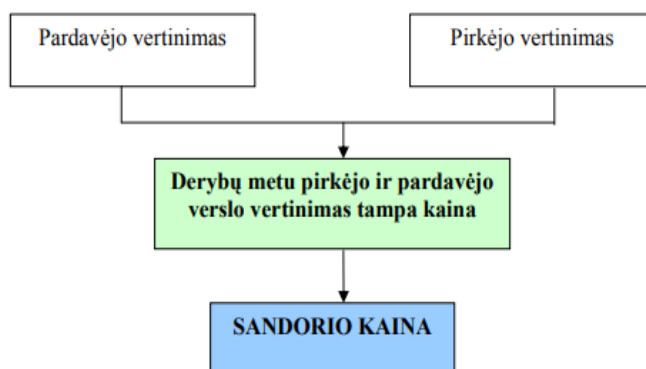 Pardavėjo vertinimas
Pirkėjo vertinimas
Derybų metu pirkėjo ir pardavėjo
verslo vertinimas tampa kaina
SANDORIO KAINA